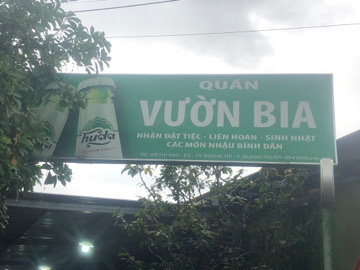 QUÁN
VƯỜN BIA
NHẬN ĐẶT TIỆC - LIÊN HOAN - SINH NHẬT
CÁC MÓN NHẬU BÌNH DÂN
huda